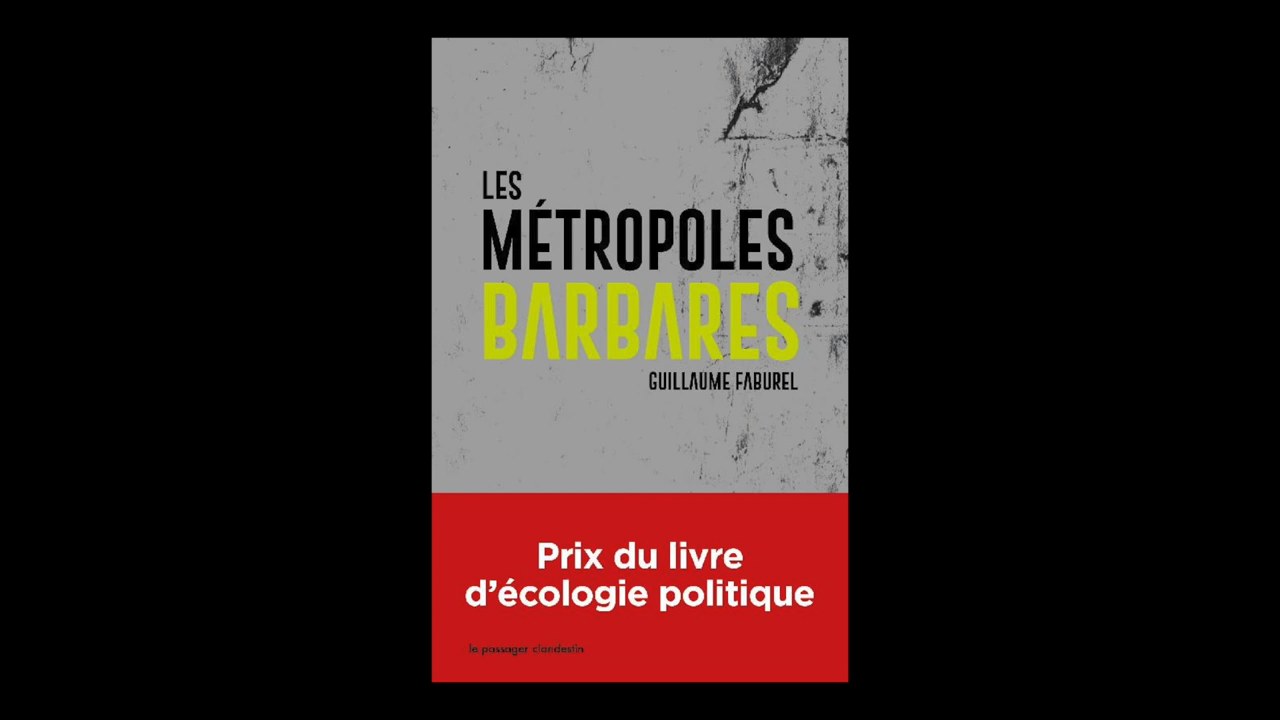 LES
MÉTROPOLES
BARBARES
GUILLAUME FABUREL
Prix du livre
d’écologie politique
le passager clandestin